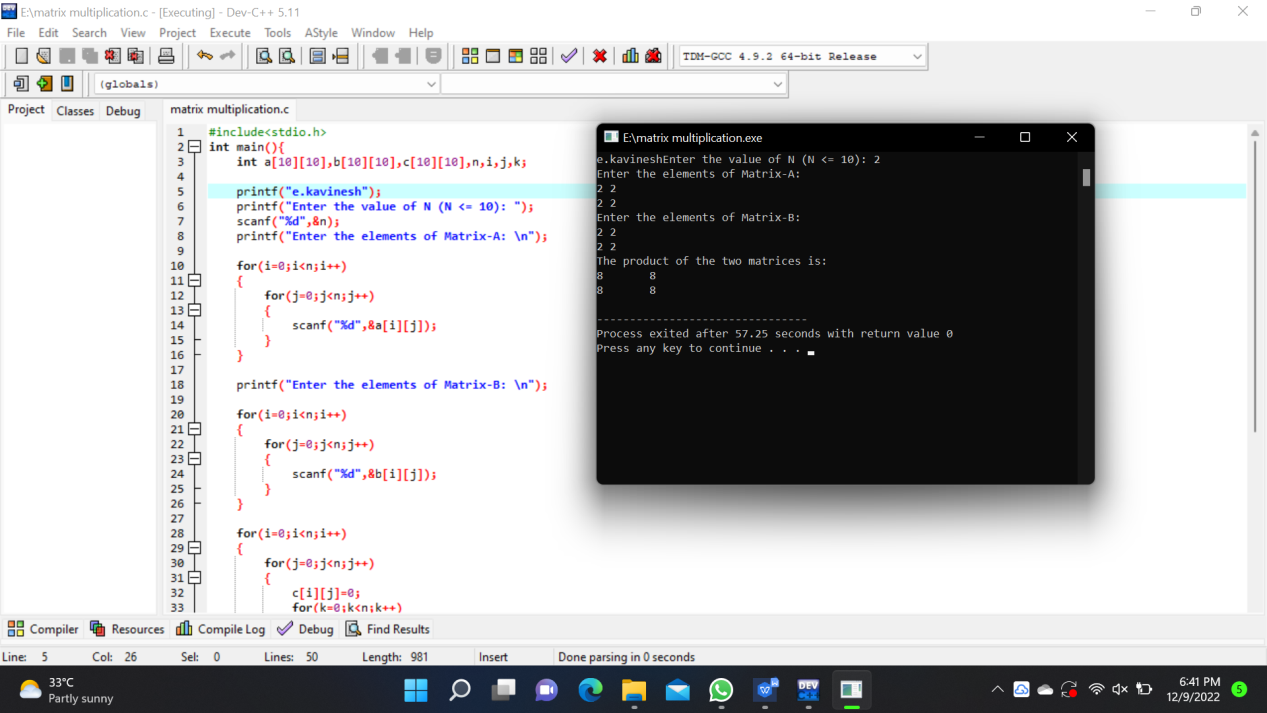 E:\matrix multiplication.c - [Executing] - Dev-C++ 5.11
File Edit Search View Project Execute Tools AStyle Window Help
TDM-GCC 4.9.2 64-bit Release
(globals)
Project Classes Debug
matrix multiplication.c
1 #include<stdio.h>
2 int main(){
3 int a[10][10],b[10][10],c[10][10],n,i,j,k;
4
5 printf("e.kavinesh");
6 printf("Enter the value of N (N <= 10): ");
7 scanf("%d",&n);
8 printf("Enter the elements of Matrix-A: \n");
9
10 for(i=0;i<n;i++)
11 {
12 for(j=0;j<n;j++)
13 {
14 scanf("%d",&a[i][j]);
15 }
16 }
17
18 printf("Enter the elements of Matrix-B: \n");
19
20 for(i=0;i<n;i++)
21 {
22 for(j=0;j<n;j++)
23 {
24 scanf("%d",&b[i][j]);
25 }
26 }
27
28 for(i=0;i<n;i++)
29 {
30 for(j=0;j<n;j++)
31 {
32 c[i][j]=0;
33 for(k=0;k<n;k++)
E:\matrix multiplication.exe
e.kavineshEnter the value of N (N <= 10): 2
Enter the elements of Matrix-A:
2 2
2 2
Enter the elements of Matrix-B:
2 2
2 2
The product of the two matrices is:
8 8
8 8
--------------------------------
Process exited after 57.25 seconds with return value 0
Press any key to continue . . .
Compiler Resources Compile Log Debug Find Results
Line: 5 Col: 26 Sel: 0 Lines: 50 Length: 981 Insert Done parsing in 0 seconds
33°C
Partly sunny
DEV
C++
6:41 PM
12/9/2022
5